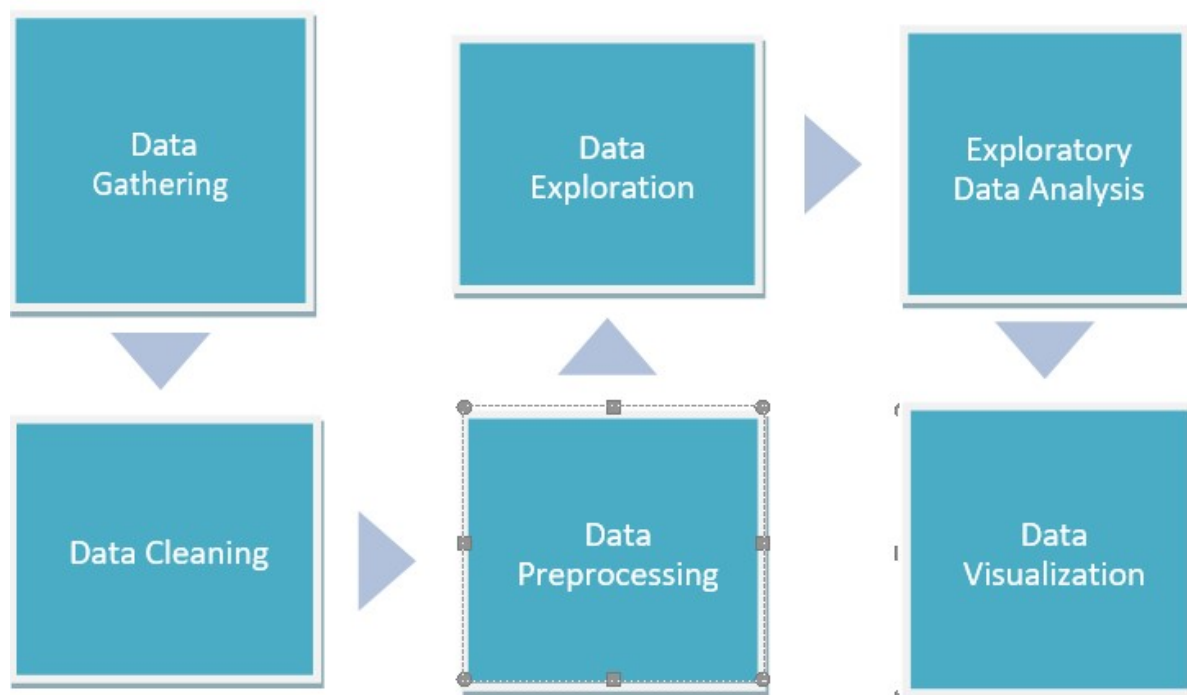 Data
Gathering
Data Cleaning
Data
Preprocessing
Data
Exploration
Exploratory
Data Analysis
Data
Visualization